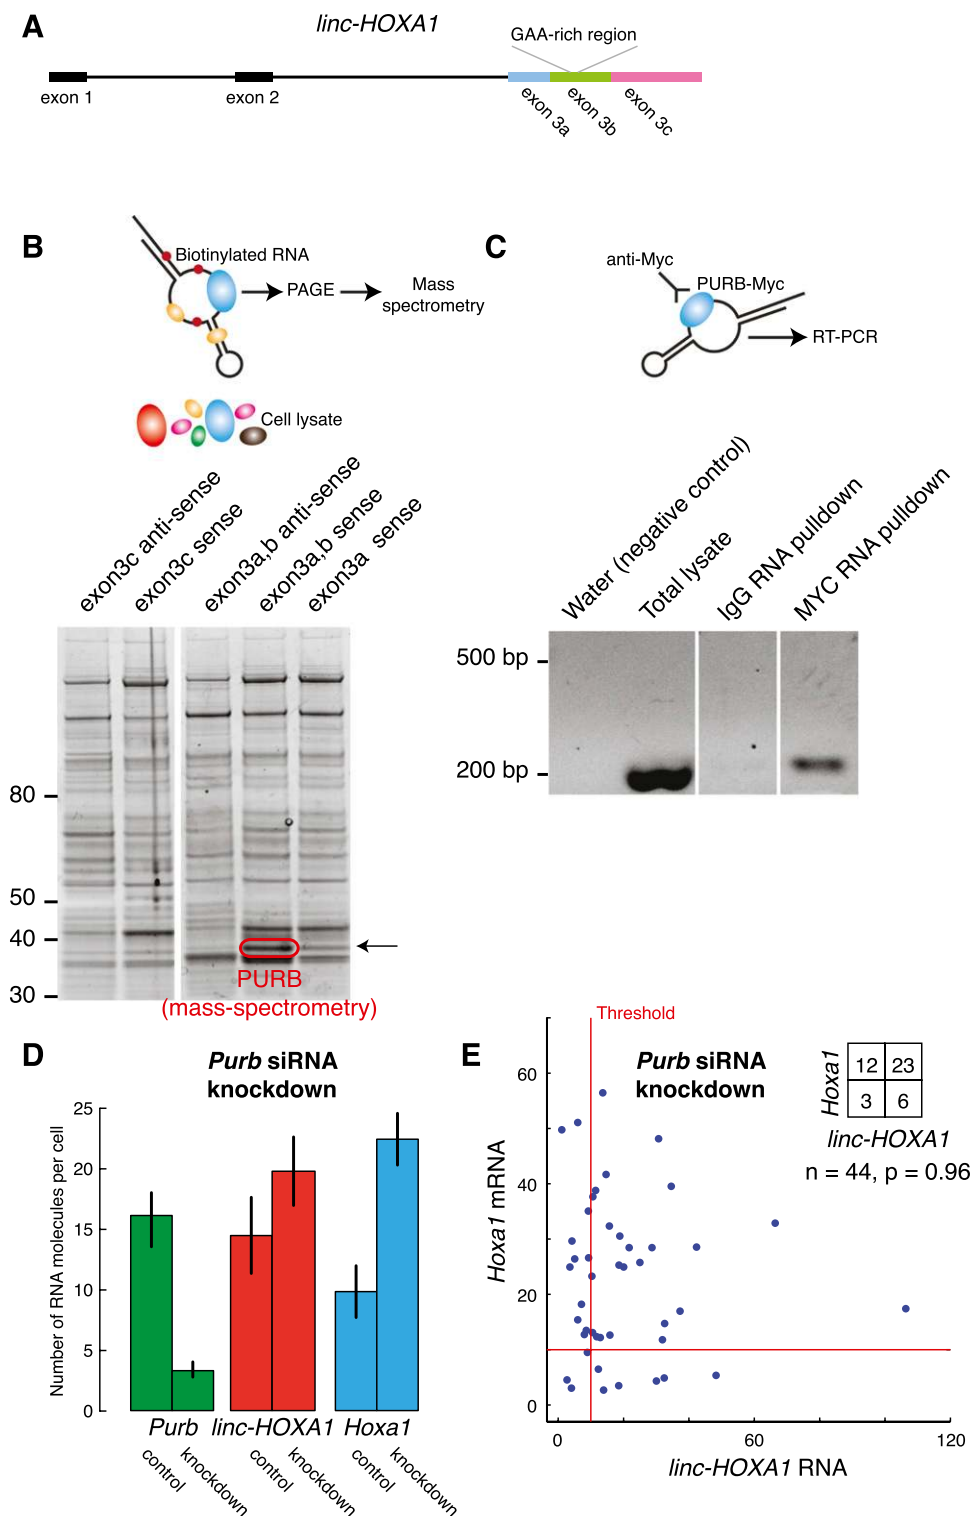 A
linc-HOXA1
GAA-rich region
exon 1
exon 2
exon 3a
exon 3b
exon 3c
B
Biotinylated RNA
PAGE
Mass
spectrometry
Cell lysate
exon3c anti-sense
exon3c sense
exon3a,b anti-sense
exon3a,b sense
exon3a sense
80
50
40
30
PURB
(mass-spectrometry)
C
anti-Myc
PURB-Myc
RT-PCR
Water (negative control)
Total lysate
IgG RNA pulldown
MYC RNA pulldown
500 bp
200 bp
D
Purb siRNA
knockdown
Number of RNA molecules per cell
25
20
15
10
5
0
Purb
linc-HOXA1
Hoxa1
control
knockdown
control
knockdown
control
knockdown
E
Threshold
Purb siRNA
knockdown
Hoxa1
12 23
3 6
linc-HOXA1
n = 44, p = 0.96
Hoxa1 mRNA
60
40
20
0
0
60
120
linc-HOXA1 RNA